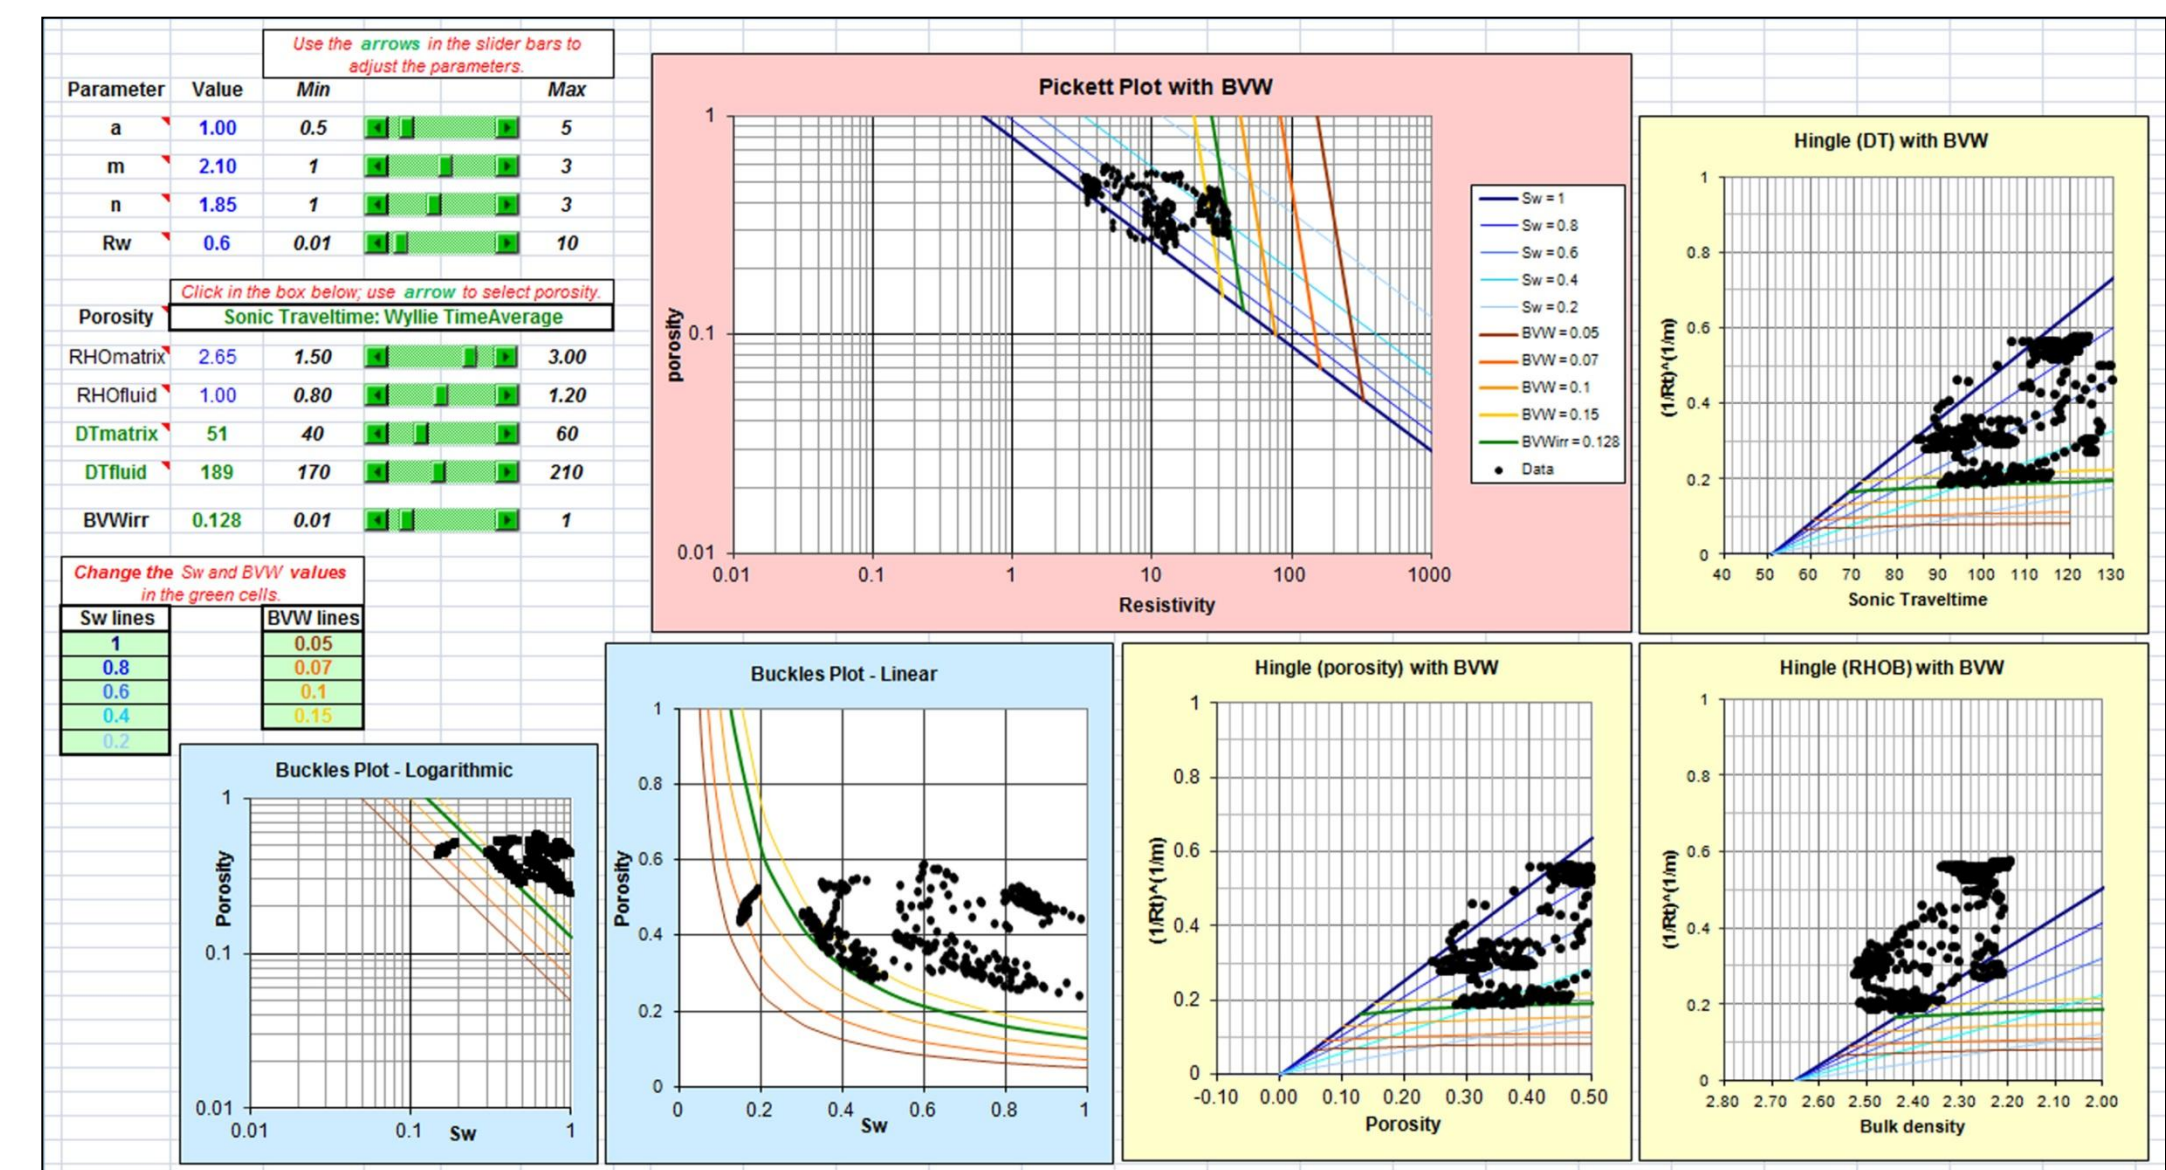 Use the arrows in the slider bars to
adjust the parameters.
Parameter Value Min Max
a 1.00 0.5 5
m 2.10 1 3
n 1.85 1 3
Rw 0.6 0.01 10
Click in the box below; use arrow to select porosity.
Porosity Sonic Traveltime: Wyllie TimeAverage
RHOmatrix 2.65 1.50 3.00
RHOfluid 1.00 0.80 1.20
DTmatrix 51 40 60
DTfluid 189 170 210
BVWirr 0.128 0.01 1
Change the Sw and BVW values
in the green cells.
Sw lines BVW lines
1 0.05
0.8 0.07
0.6 0.1
0.4 0.15
0.2
Pickett Plot with BVW
porosity
1
0.1
0.01
0.01 0.1 1 10 100 1000
Resistivity
Sw = 1
Sw = 0.8
Sw = 0.6
Sw = 0.4
Sw = 0.2
BVW = 0.05
BVW = 0.07
BVW = 0.1
BVW = 0.15
BVWirr = 0.128
Data
Hingle (DT) with BVW
(1/Rt)^(1/m)
1
0.8
0.6
0.4
0.2
0
40 50 60 70 80 90 100 110 120 130
Sonic Traveltime
Buckles Plot - Logarithmic
Porosity
1
0.1
0.01
0.01 0.1 1
Sw
Buckles Plot - Linear
Porosity
1
0.8
0.6
0.4
0.2
0
0 0.2 0.4 0.6 0.8 1
Sw
Hingle (porosity) with BVW
(1/Rt)^(1/m)
1
0.8
0.6
0.4
0.2
0
-0.10 0.00 0.10 0.20 0.30 0.40 0.50
Porosity
Hingle (RHOB) with BVW
(1/Rt)^(1/m)
1
0.8
0.6
0.4
0.2
0
2.80 2.70 2.60 2.50 2.40 2.30 2.20 2.10 2.00
Bulk density